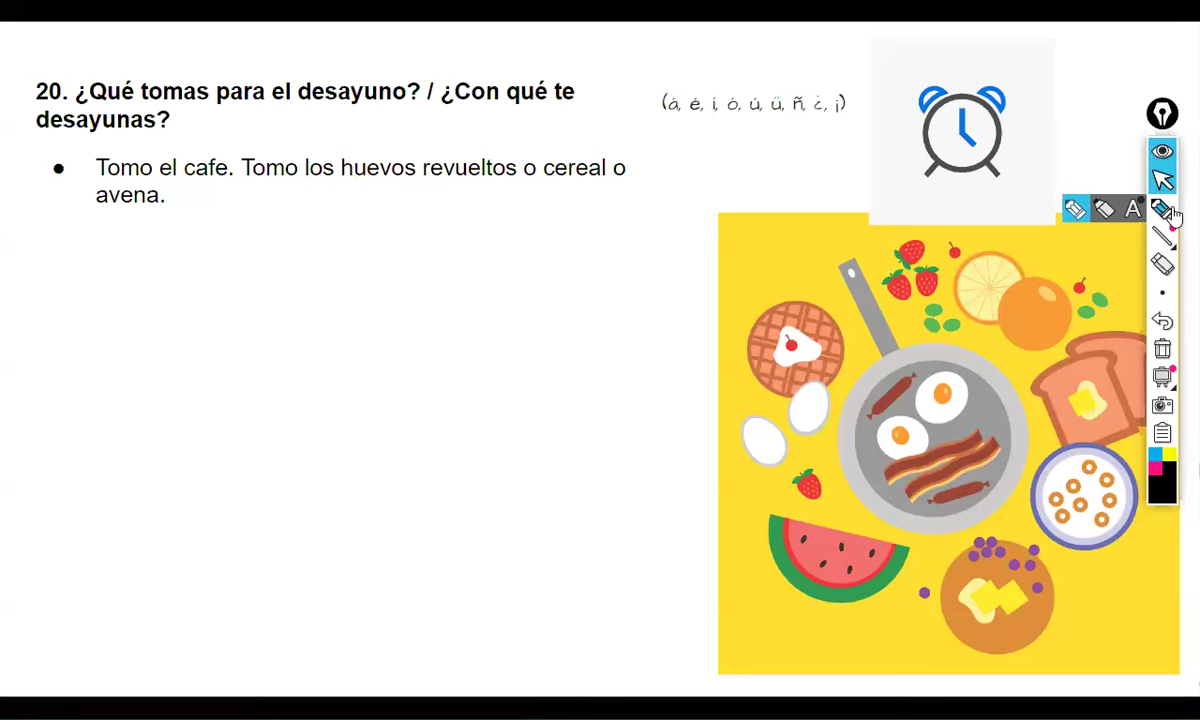 20. ¿Qué tomas para el desayuno? / ¿Con qué te
desayunas?
(á, é, í, ó, ú, ü, ñ, ¿, ¡)
● Tomo el cafe. Tomo los huevos revueltos o cereal o
avena.
A